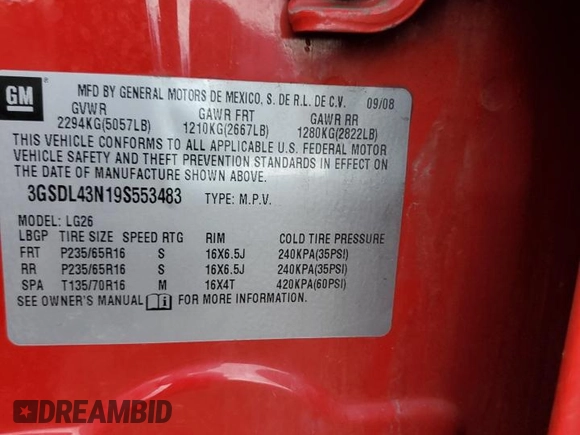 GM
MFD BY GENERAL MOTORS DE MEXICO, S. DE R.L. DE C.V. 09/08
GVWR GAWR FRT GAWR RR
2294KG(5057LB) 1210KG(2667LB) 1280KG(2822LB)
THIS VEHICLE CONFORMS TO ALL APPLICABLE U.S. FEDERAL MOTOR
VEHICLE SAFETY AND THEFT PREVENTION STANDARDS IN EFFECT ON
THE DATE OF MANUFACTURE SHOWN ABOVE.
3GSDL43N19S553483 TYPE: M.P.V.
MODEL: LG26
LBGP TIRE SIZE SPEED RTG RIM COLD TIRE PRESSURE
FRT P235/65R16 S 16X6.5J 240KPA(35PSI)
RR P235/65R16 S 16X6.5J 240KPA(35PSI)
SPA T135/70R16 M 16X4T 420KPA(60PSI)
SEE OWNER'S MANUAL FOR MORE INFORMATION.
DREAMBID